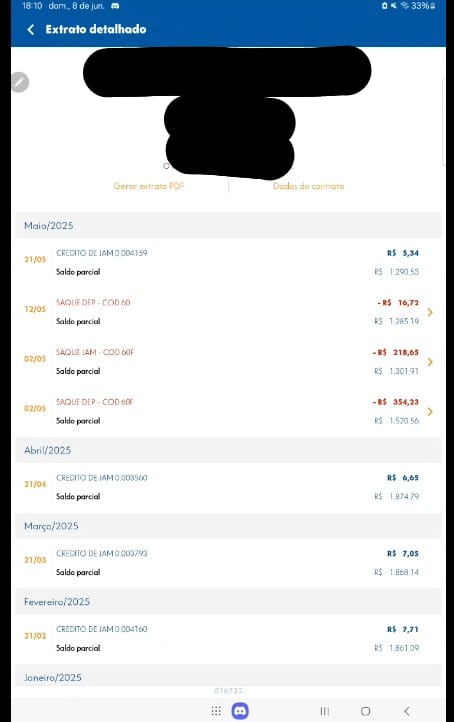 18:10 dom., 8 de jun.
33%
Extrato detalhado
Gerar extrato PDF
Dados do contrato
Maio/2025
21/05 CREDITO DE JAM 0,004159 R$ 5,34
Saldo parcial R$ 1.290,53
12/05 SAQUE DEP - COD 60 - R$ 16,72
Saldo parcial R$ 1.285,19
02/05 SAQUE JAM - COD 60F - R$ 218,65
Saldo parcial R$ 1.301,91
02/05 SAQUE DEP - COD 60F - R$ 354,23
Saldo parcial R$ 1.520,56
Abril/2025
21/04 CREDITO DE JAM 0,003560 R$ 6,65
Saldo parcial R$ 1.874,79
Março/2025
21/03 CREDITO DE JAM 0,003793 R$ 7,05
Saldo parcial R$ 1.868,14
Fevereiro/2025
21/02 CREDITO DE JAM 0,004160 R$ 7,71
Saldo parcial R$ 1.861,09
Janeiro/2025
016732